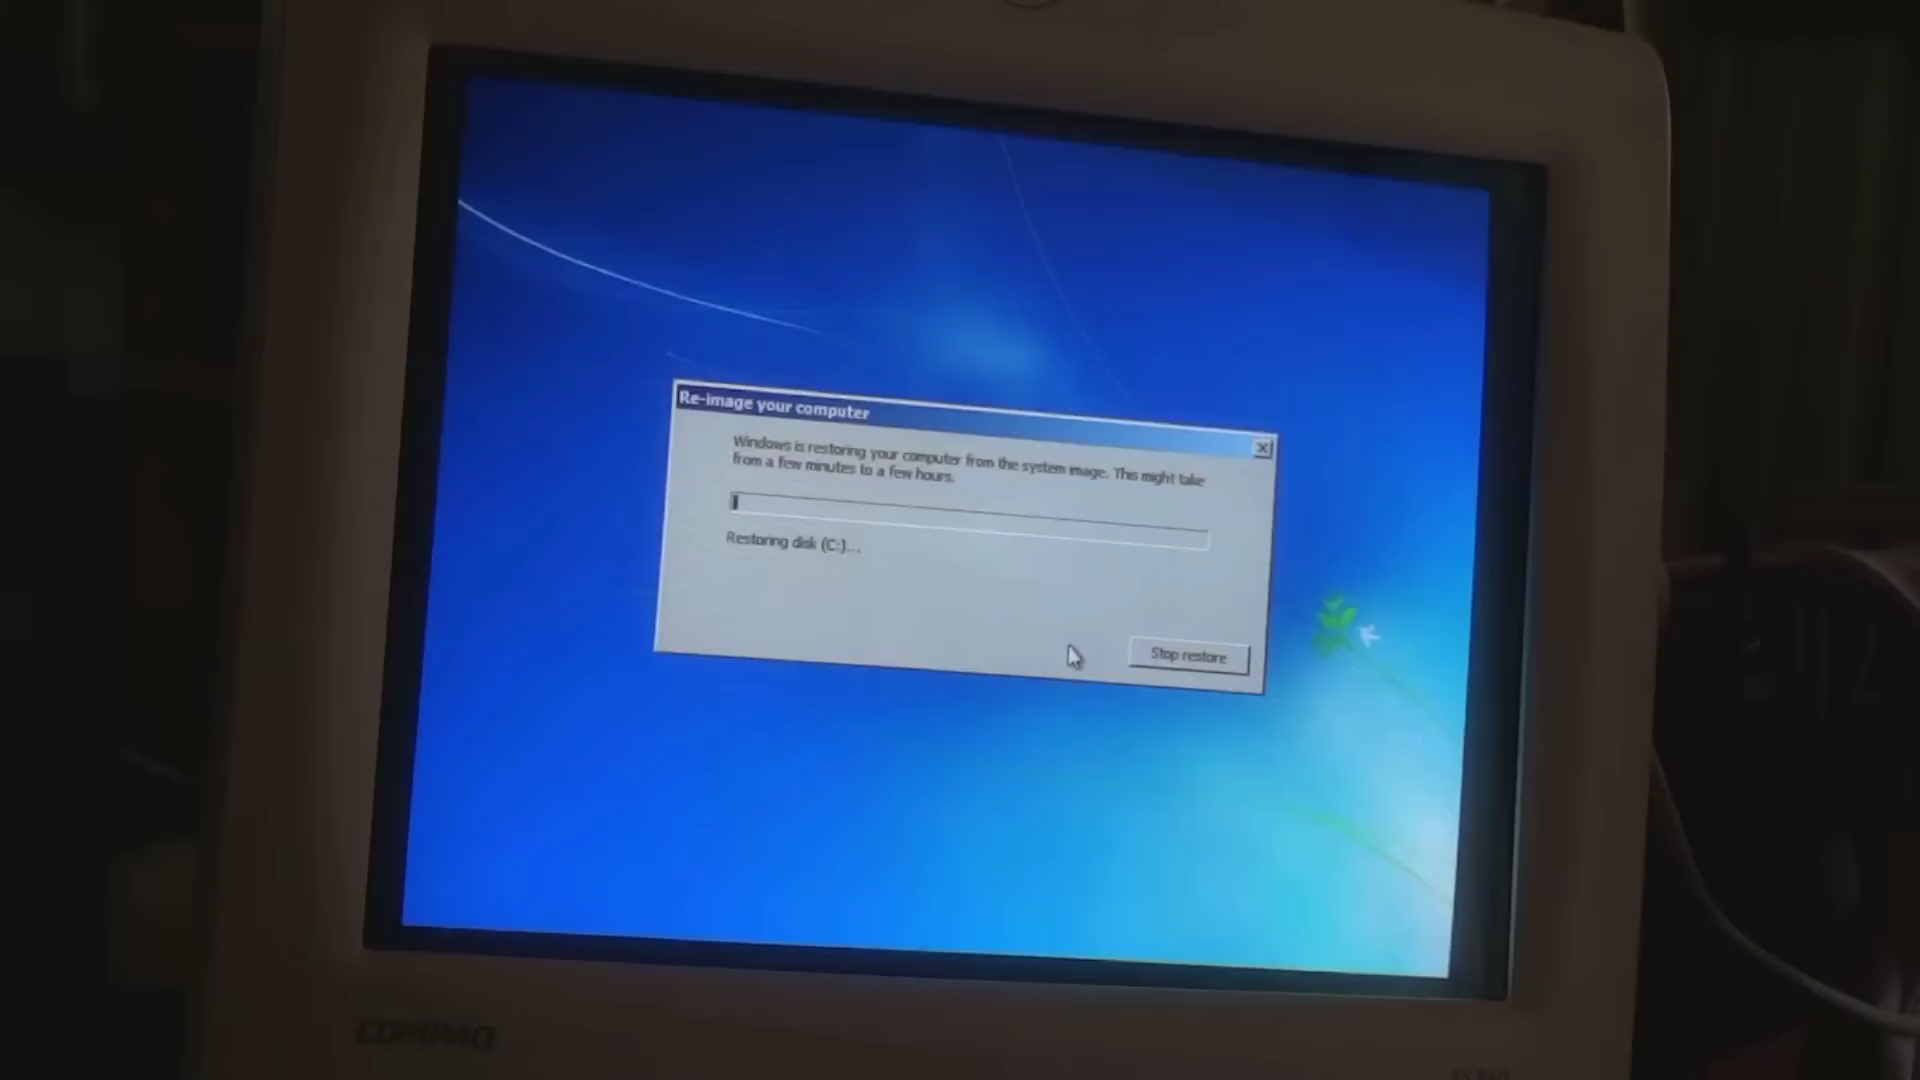 Re-image your computer
Windows is restoring your computer from the system image. This might take
from a few minutes to a few hours.
Restoring disk (C:)...
Stop restore
COMPAQ